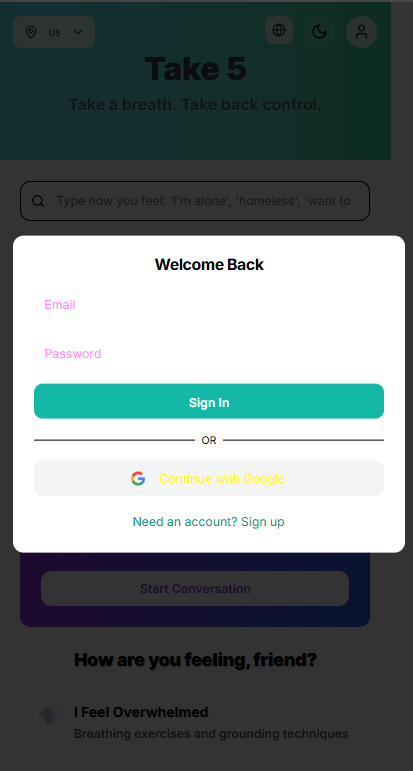 US
Take 5
Take a breath. Take back control.
Type how you feel: 'I'm alone', 'homeless', 'want to
Welcome Back
Email
Password
Sign In
OR
Continue with Google
Need an account? Sign up
Start Conversation
How are you feeling, friend?
I Feel Overwhelmed
Breathing exercises and grounding techniques